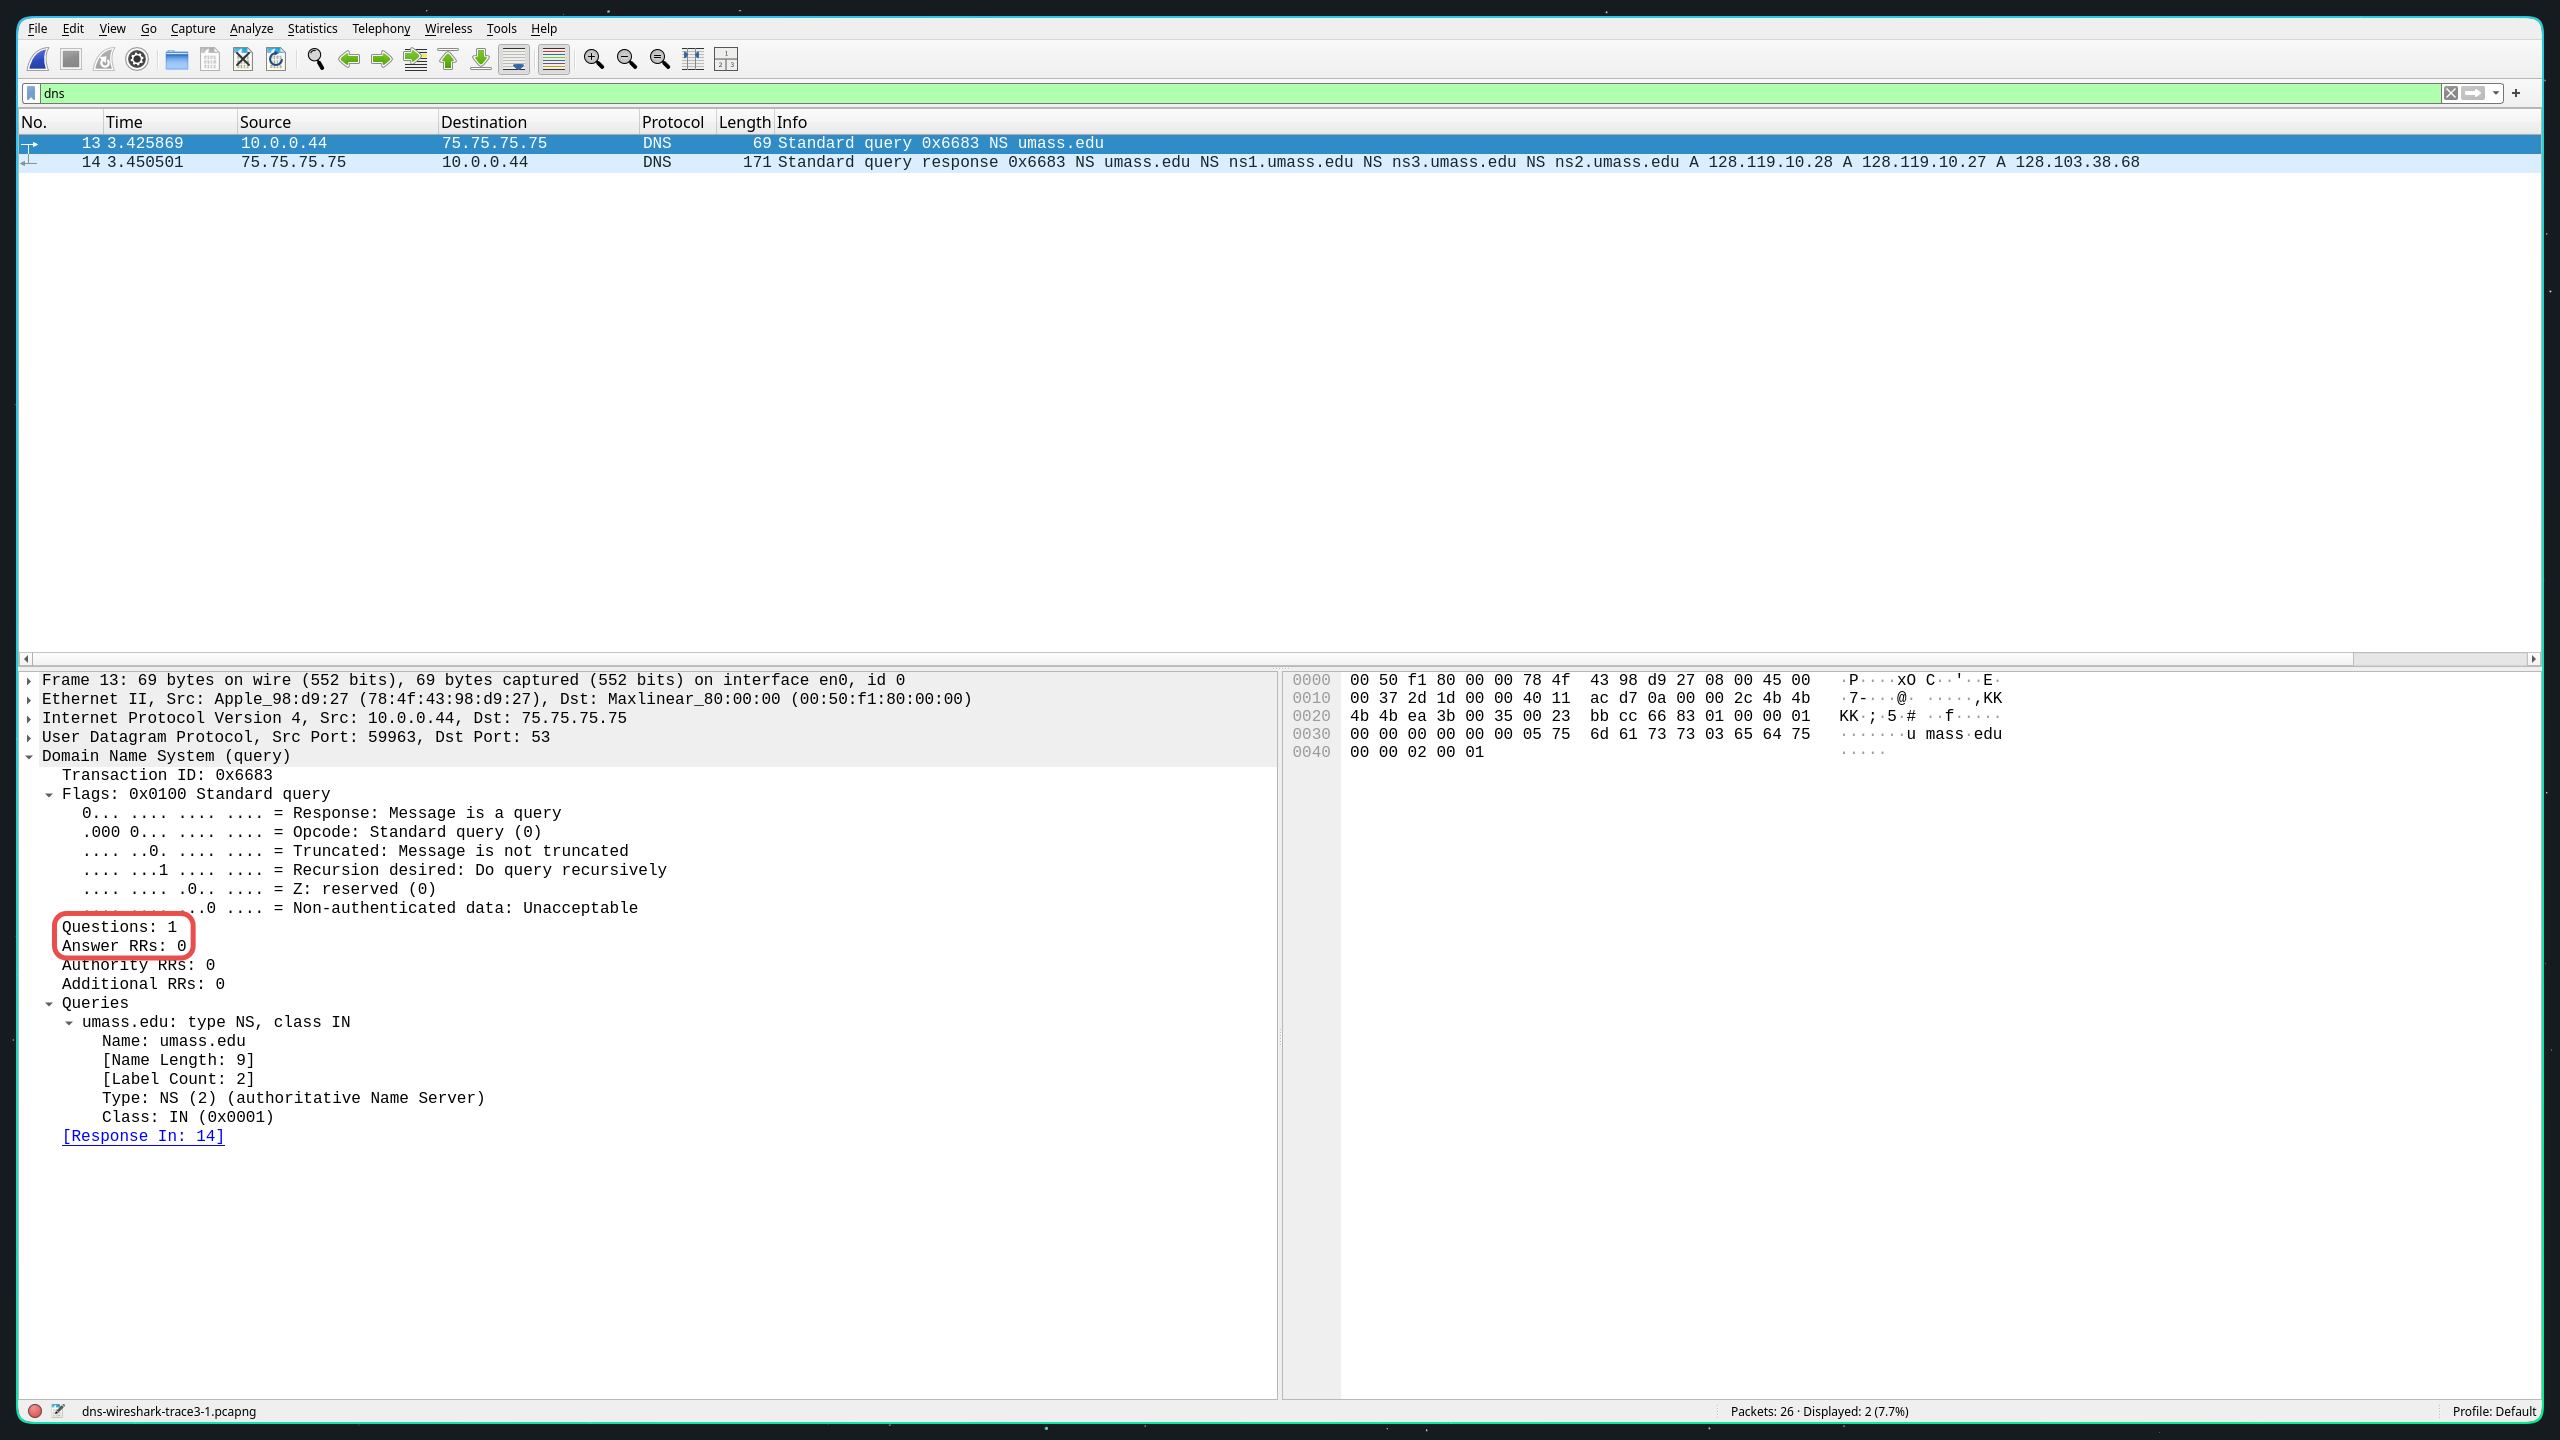 File Edit View Go Capture Analyze Statistics Telephony Wireless Tools Help
dns
No. Time Source Destination Protocol Length Info
13 3.425869 10.0.0.44 75.75.75.75 DNS 69 Standard query 0x6683 NS umass.edu
14 3.450501 75.75.75.75 10.0.0.44 DNS 171 Standard query response 0x6683 NS umass.edu NS ns1.umass.edu NS ns3.umass.edu NS ns2.umass.edu A 128.119.10.28 A 128.119.10.27 A 128.103.38.68
Frame 13: 69 bytes on wire (552 bits), 69 bytes captured (552 bits) on interface en0, id 0
Ethernet II, Src: Apple_98:d9:27 (78:4f:43:98:d9:27), Dst: Maxlinear_80:00:00 (00:50:f1:80:00:00)
Internet Protocol Version 4, Src: 10.0.0.44, Dst: 75.75.75.75
User Datagram Protocol, Src Port: 59963, Dst Port: 53
Domain Name System (query)
Transaction ID: 0x6683
Flags: 0x0100 Standard query
0... .... .... .... = Response: Message is a query
.000 0... .... .... = Opcode: Standard query (0)
.... ..0. .... .... = Truncated: Message is not truncated
.... ...1 .... .... = Recursion desired: Do query recursively
.... .... .0.. .... = Z: reserved (0)
.... .... ...0 .... = Non-authenticated data: Unacceptable
Questions: 1
Answer RRs: 0
Authority RRs: 0
Additional RRs: 0
Queries
umass.edu: type NS, class IN
Name: umass.edu
[Name Length: 9]
[Label Count: 2]
Type: NS (2) (authoritative Name Server)
Class: IN (0x0001)
[Response In: 14]
0000 00 50 f1 80 00 00 78 4f 43 98 d9 27 08 00 45 00 ·P····xO C··'··E·
0010 00 37 2d 1d 00 00 40 11 ac d7 0a 00 00 2c 4b 4b ·7-···@· ·····,KK
0020 4b 4b ea 3b 00 35 00 23 bb cc 66 83 01 00 00 01 KK·;·5·# ··f·····
0030 00 00 00 00 00 00 05 75 6d 61 73 73 03 65 64 75 ·······u mass·edu
0040 00 00 02 00 01 ·····
dns-wireshark-trace3-1.pcapng
Packets: 26 · Displayed: 2 (7.7%)
Profile: Default